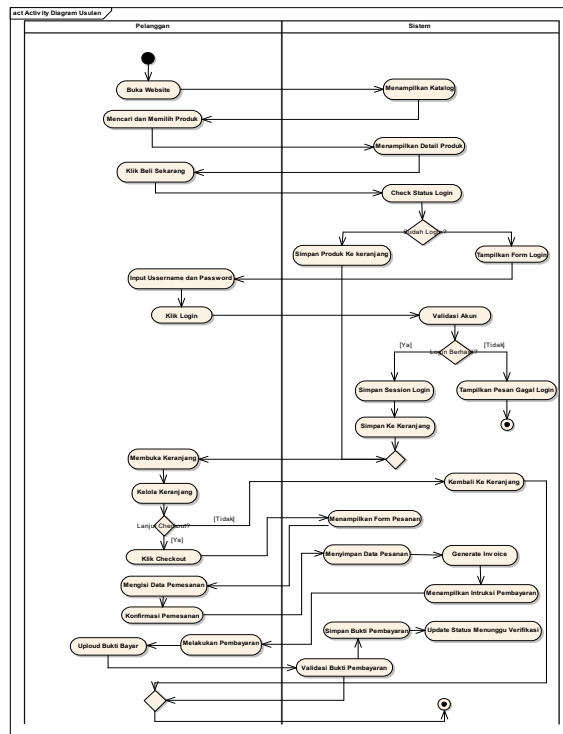 act Activity Diagram Usulan
Pelanggan
Sistem
Buka Website
Menampilkan Katalog
Mencari dan Memilih Produk
Menampilkan Detail Produk
Klik Beli Sekarang
Check Status Login
Sudah Login?
Simpan Produk Ke keranjang
Tampilkan Form Login
Input Ussername dan Password
Klik Login
Validasi Akun
[Ya]
Login Berhasil?
[Tidak]
Simpan Session Login
Tampilkan Pesan Gagal Login
Simpan Ke Keranjang
Membuka Keranjang
Kembali Ke Keranjang
Kelola Keranjang
Lanjut Checkout?
[Tidak]
[Ya]
Menampilkan Form Pesanan
Klik Checkout
Menyimpan Data Pesanan
Generate Invoice
Mengisi Data Pemesanan
Menampilkan Intruksi Pembayaran
Konfirmasi Pemesanan
Simpan Bukti Pembayaran
Update Status Menunggu Verifikasi
Uploud Bukti Bayar
Melakukan Pembayaran
Validasi Bukti Pembayaran